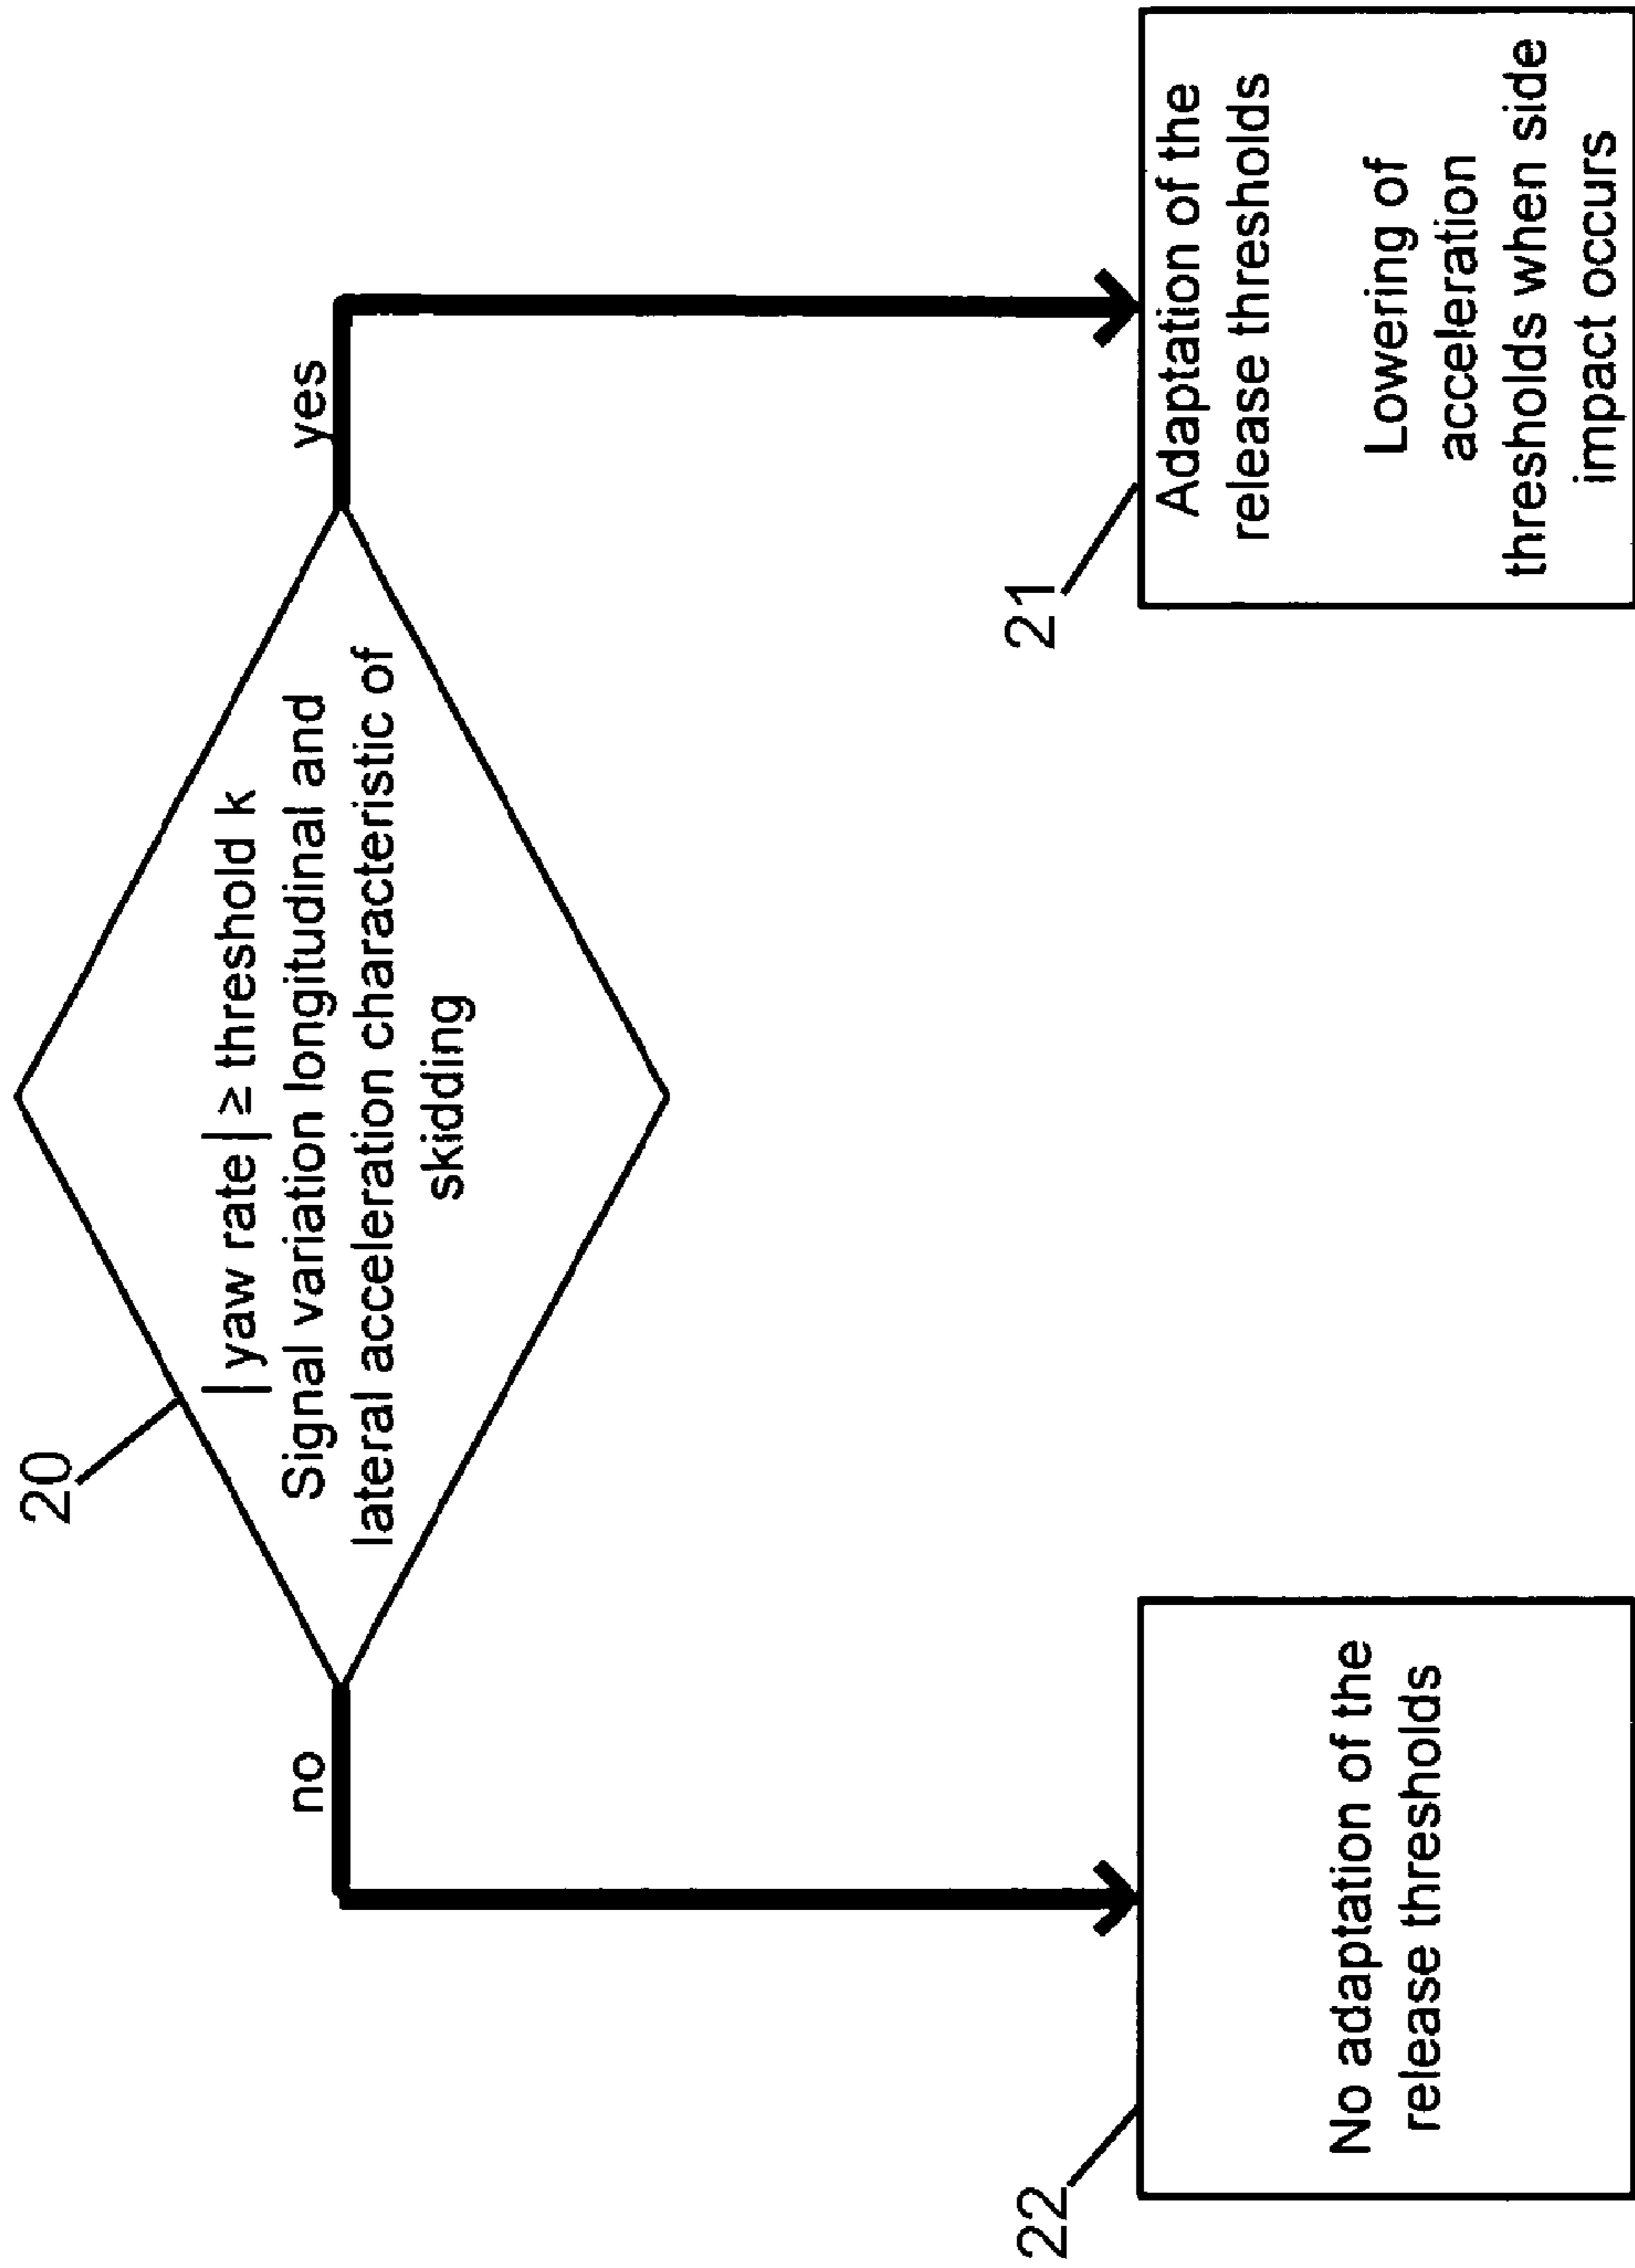 20
| yaw rate | ≥ threshold k
Signal variation longitudinal and
lateral acceleration characteristic of
skidding
no
yes
22
No adaptation of the
release thresholds
21
Adaptation of the
release thresholds
Lowering of
acceleration
thresholds when side
impact occurs